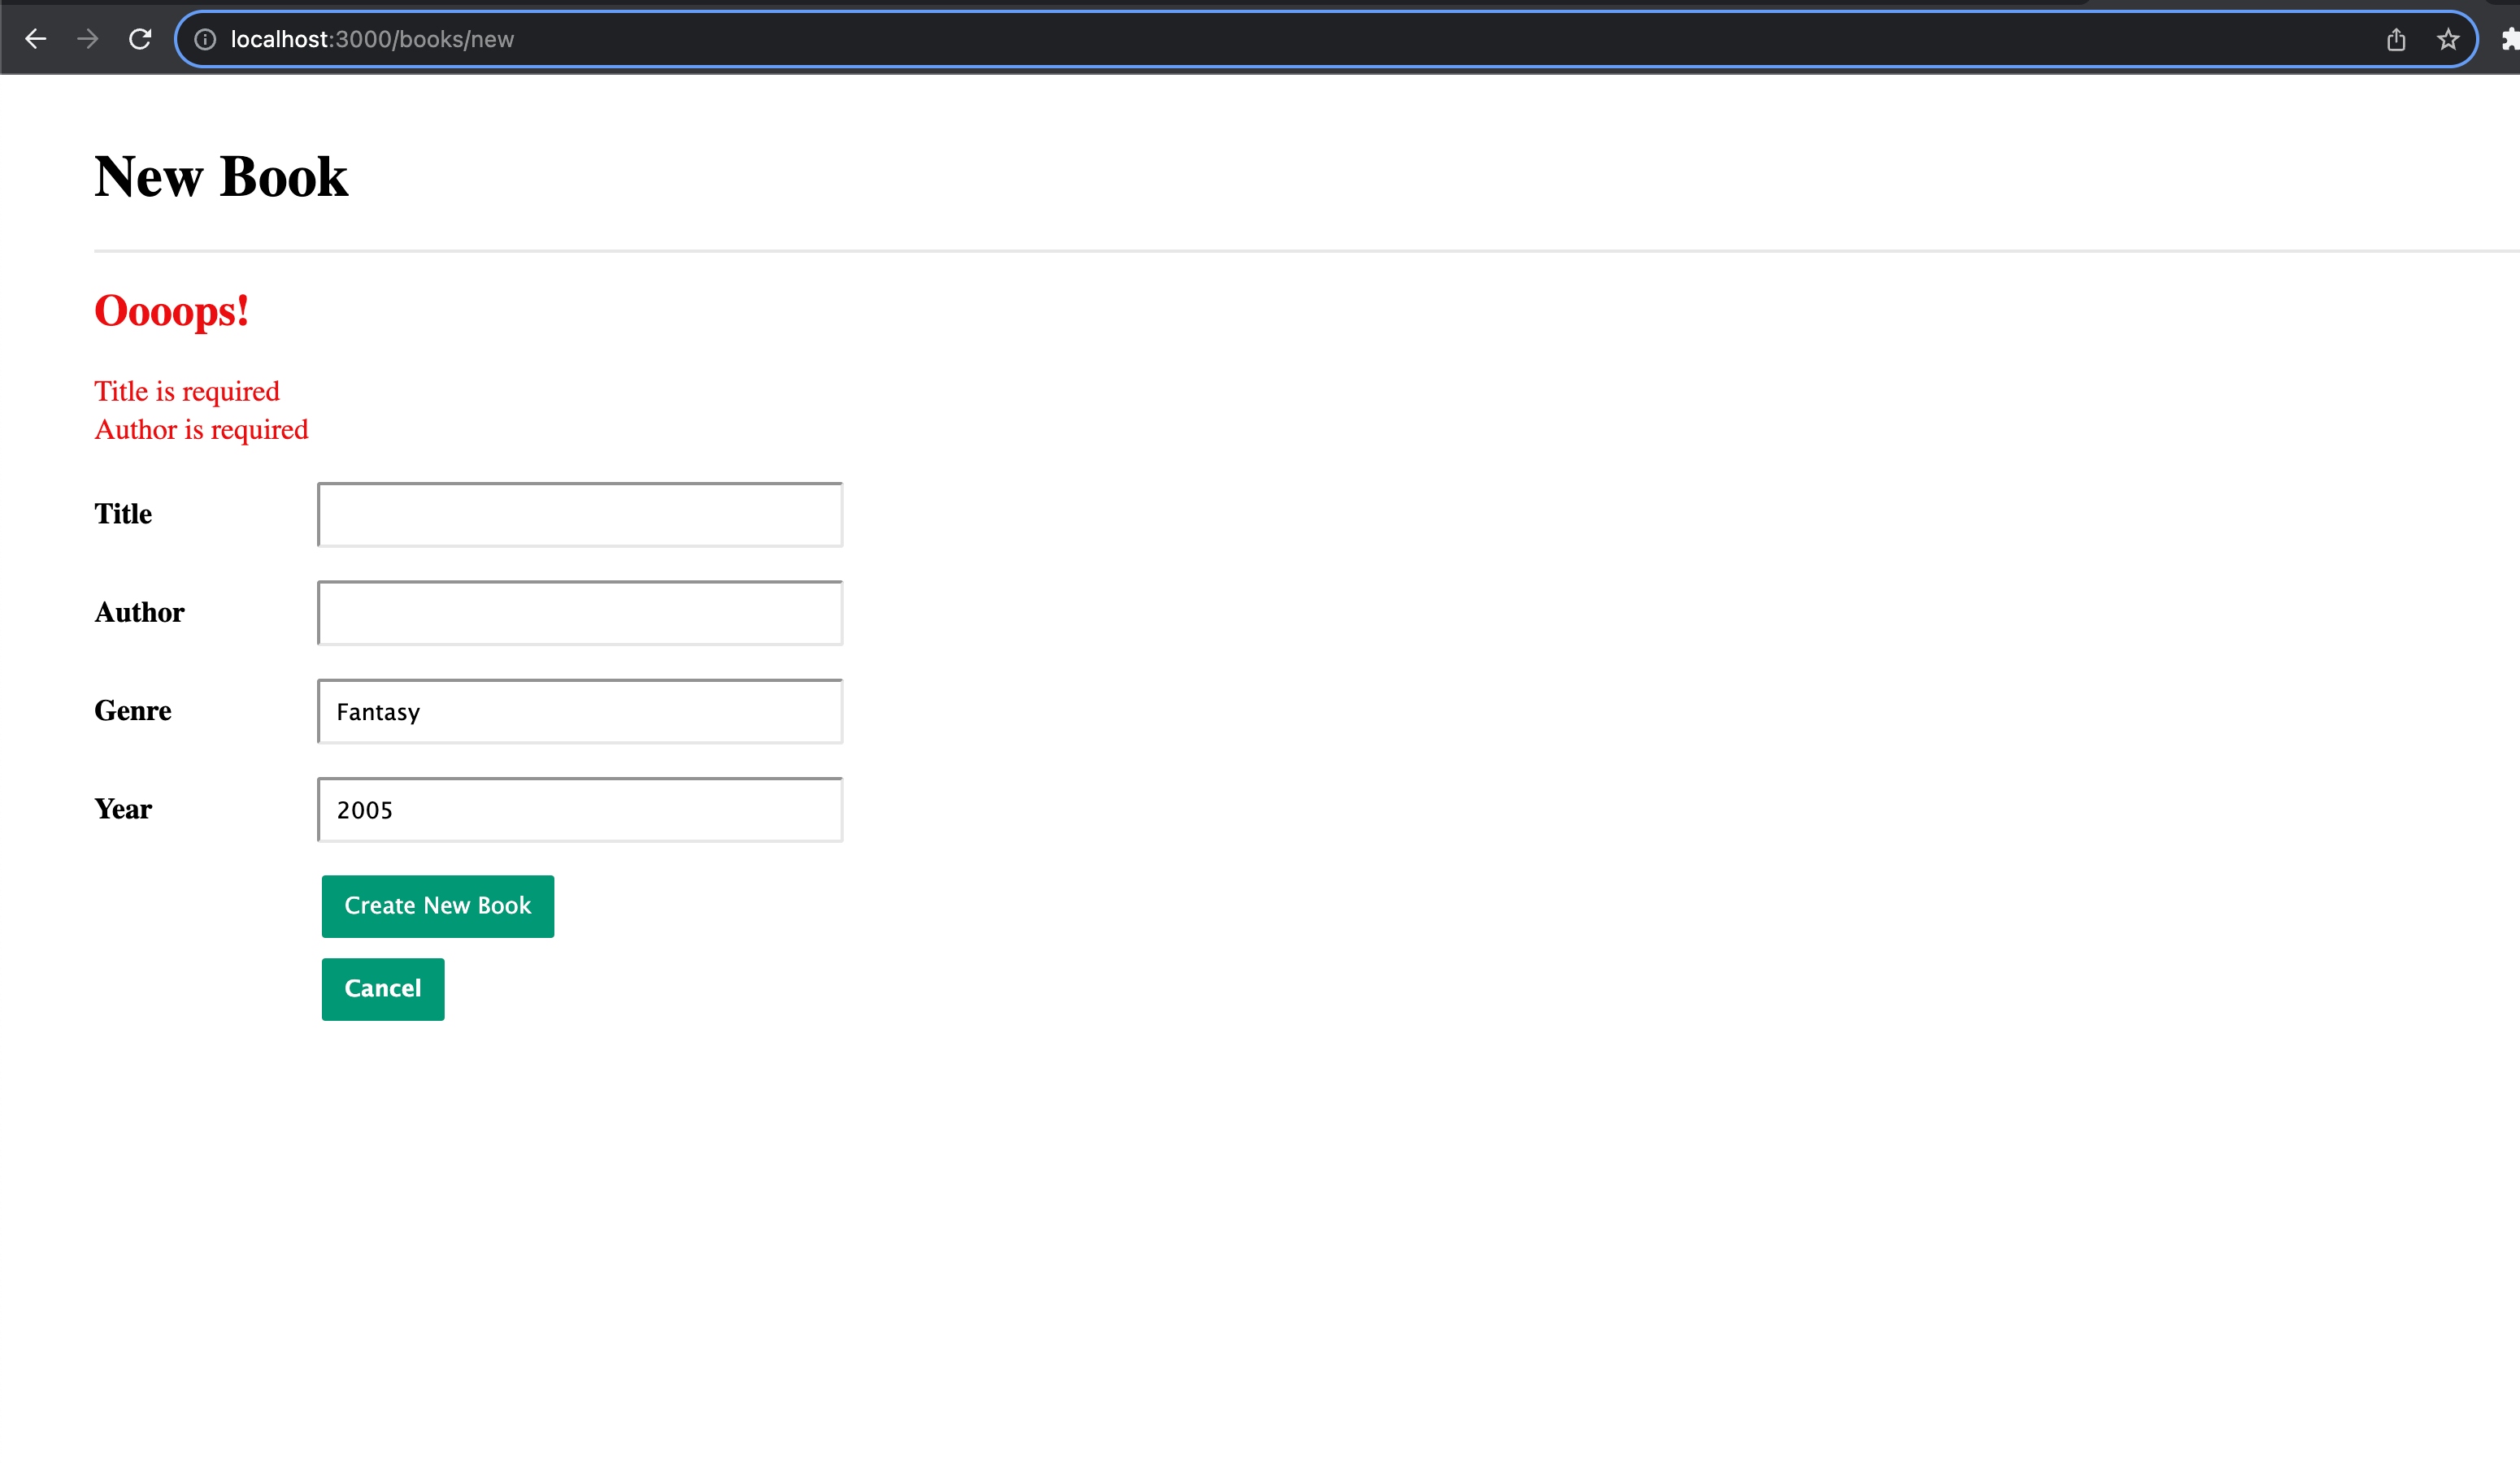 localhost:3000/books/new
New Book
Oooops!
Title is required
Author is required
Title
Author
Genre
Fantasy
Year
2005
Create New Book
Cancel